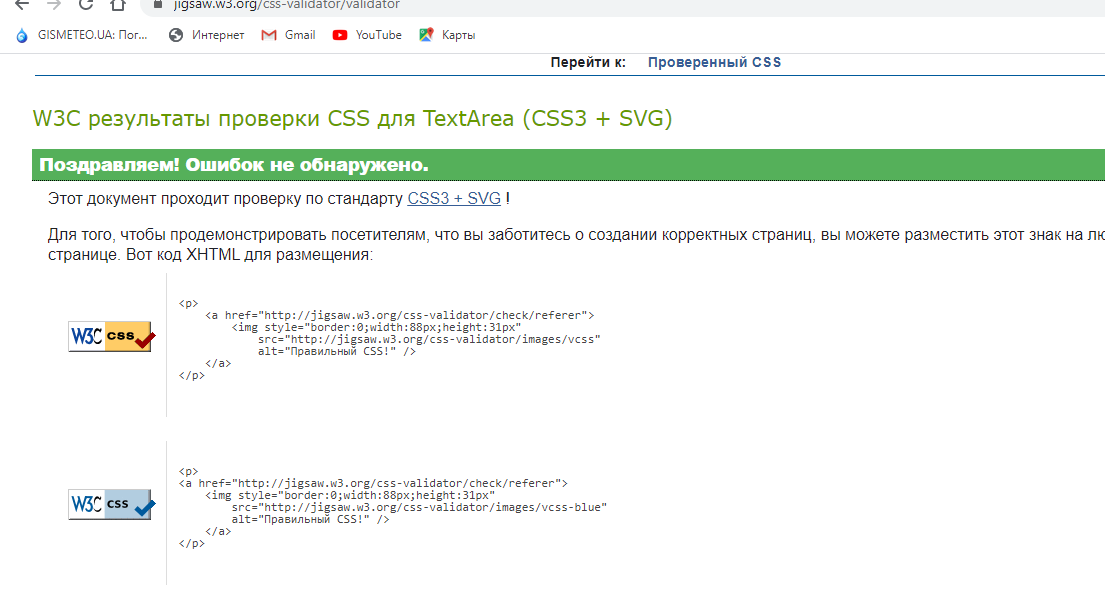 jigsaw.w3.org/css-validator/validator
GISMETEO.UA: Пог... Интернет Gmail YouTube Карты
Перейти к: Проверенный CSS
W3C результаты проверки CSS для TextArea (CSS3 + SVG)
Поздравляем! Ошибок не обнаружено.
Этот документ проходит проверку по стандарту CSS3 + SVG !
Для того, чтобы продемонстрировать посетителям, что вы заботитесь о создании корректных страниц, вы можете разместить этот знак на лю
странице. Вот код XHTML для размещения:
<p>
<a href="http://jigsaw.w3.org/css-validator/check/referer">
<img style="border:0;width:88px;height:31px"
W3C css
src="http://jigsaw.w3.org/css-validator/images/vcss"
alt="Правильный CSS!" />
</a>
</p>
<p>
<a href="http://jigsaw.w3.org/css-validator/check/referer">
<img style="border:0;width:88px;height:31px"
W3C css
src="http://jigsaw.w3.org/css-validator/images/vcss-blue"
alt="Правильный CSS!" />
</a>
</p>